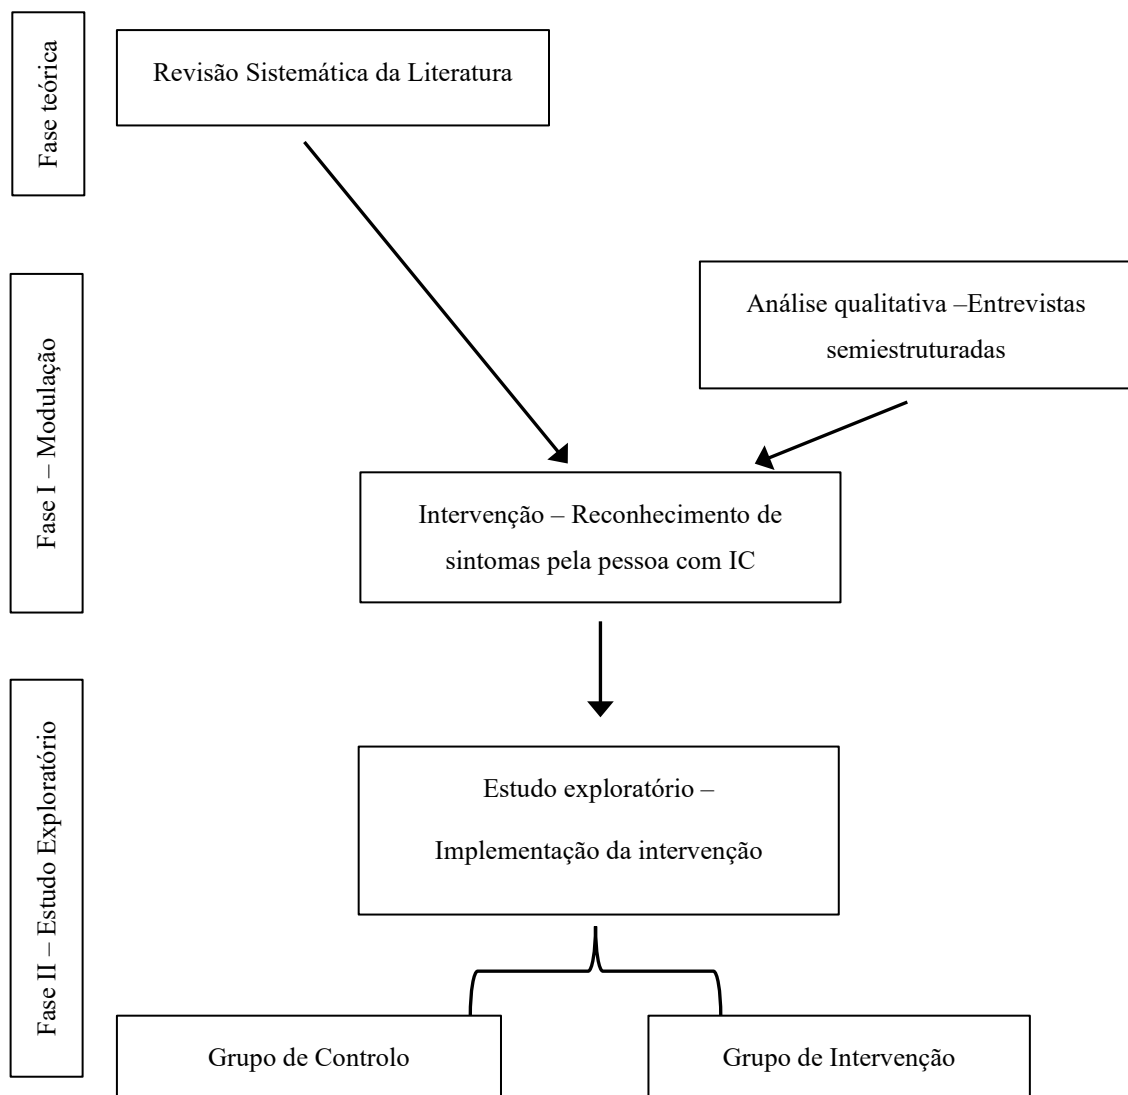 Fase teórica
Revisão Sistemática da Literatura
Fase I – Modulação
Análise qualitativa –Entrevistas
semiestruturadas
Intervenção – Reconhecimento de
sintomas pela pessoa com IC
Fase II – Estudo Exploratório
Estudo exploratório –
Implementação da intervenção
Grupo de Controlo
Grupo de Intervenção